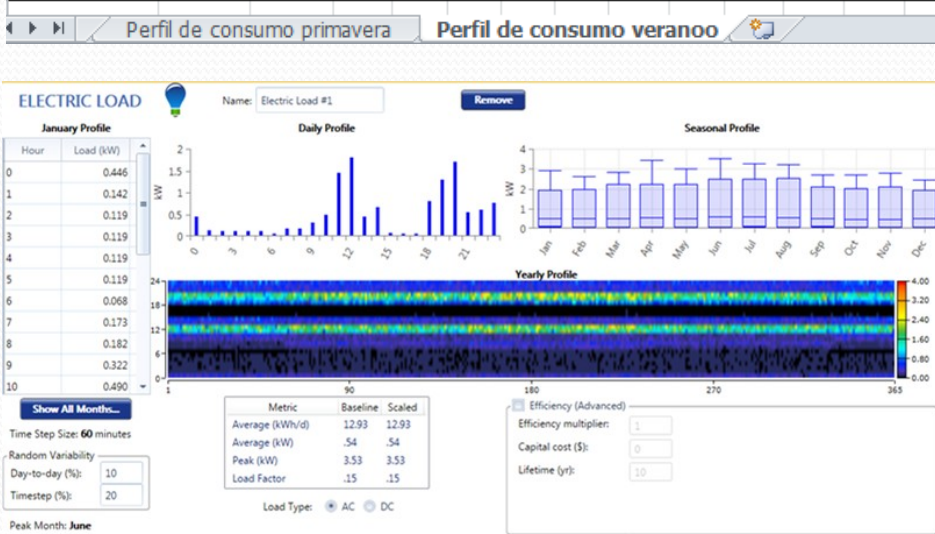 Perfil de consumo primavera Perfil de consumo veranoo
ELECTRIC LOAD Name: Electric Load #1 Remove
January Profile Daily Profile Seasonal Profile
Hour Load (kW)
0 0.446
1 0.142
2 0.119
3 0.119
4 0.119
5 0.119
6 0.068
7 0.173
8 0.182
9 0.322
10 0.490
kW
2
1.5
1
0.5
0
0 3 6 9 12 15 18 21
kW
4
3
2
1
0
Jan Feb Mar Apr May Jun Jul Aug Sep Oct Nov Dec
Yearly Profile
24
18
12
6
0
1 90 180 270 365
4.00
3.20
2.40
1.60
0.80
0.00
Show All Months...
Time Step Size: 60 minutes
Random Variability
Day-to-day (%): 10
Timestep (%): 20
Peak Month: June
Metric Baseline Scaled
Average (kWh/d) 12.93 12.93
Average (kW) .54 .54
Peak (kW) 3.53 3.53
Load Factor .15 .15
Load Type: AC DC
Efficiency (Advanced)
Efficiency multiplier: 1
Capital cost ($): 0
Lifetime (yr): 10